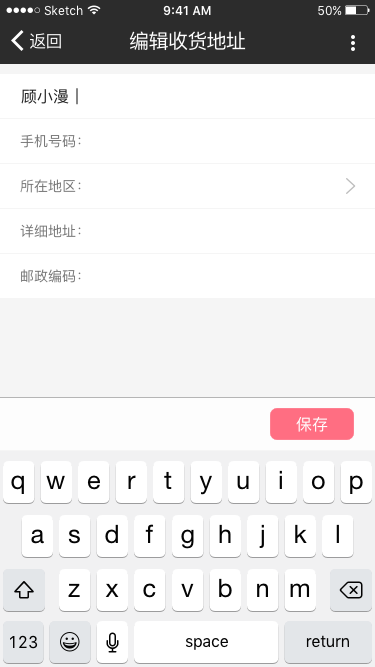 Sketch 9:41 AM 50%
返回 编辑收货地址
顾小漫
手机号码:
所在地区:
详细地址:
邮政编码:
保存
q w e r t y u i o p
a s d f g h j k l
z x c v b n m
123 space return